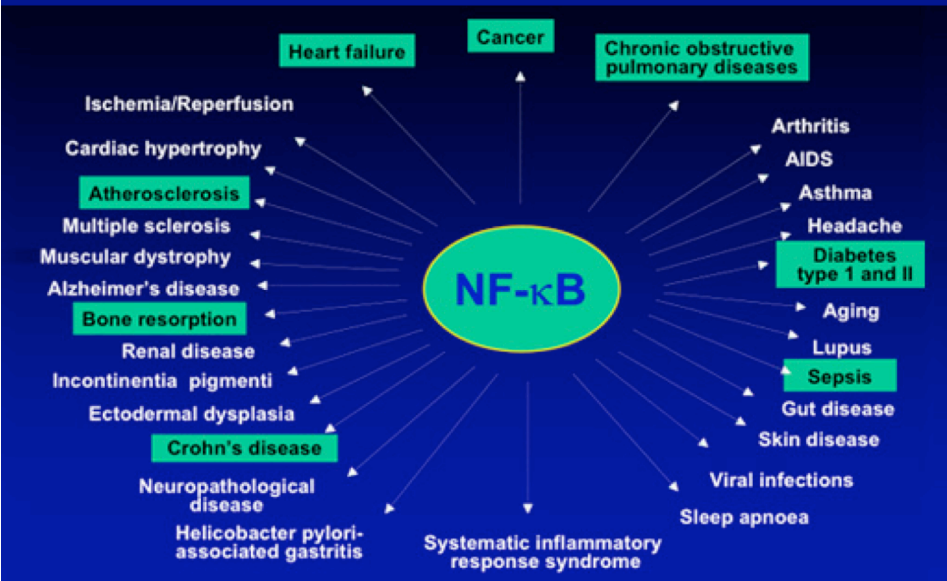 Heart failure
Cancer
Chronic obstructive
pulmonary diseases
Ischemia/Reperfusion
Cardiac hypertrophy
Atherosclerosis
Multiple sclerosis
Muscular dystrophy
Alzheimer's disease
Bone resorption
Renal disease
Incontinentia pigmenti
Ectodermal dysplasia
Crohn's disease
Neuropathological
disease
Helicobacter pylori-
associated gastritis
NF-κB
Systematic inflammatory
response syndrome
Arthritis
AIDS
Asthma
Headache
Diabetes
type 1 and II
Aging
Lupus
Sepsis
Gut disease
Skin disease
Viral infections
Sleep apnoea